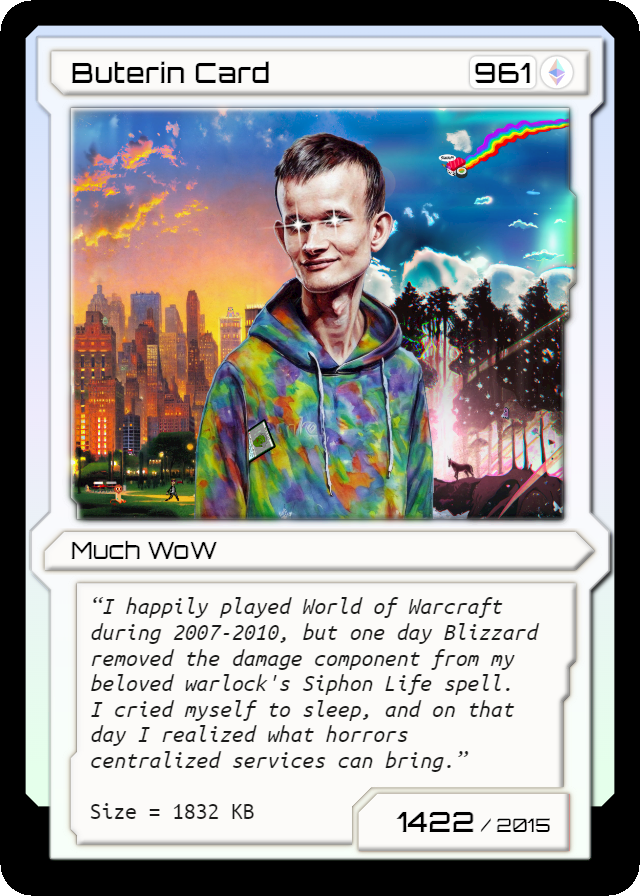 Buterin Card
961
Much WoW
“I happily played World of Warcraft
during 2007-2010, but one day Blizzard
removed the damage component from my
beloved warlock's Siphon Life spell.
I cried myself to sleep, and on that
day I realized what horrors
centralized services can bring.”
Size = 1832 KB
1422 / 2015